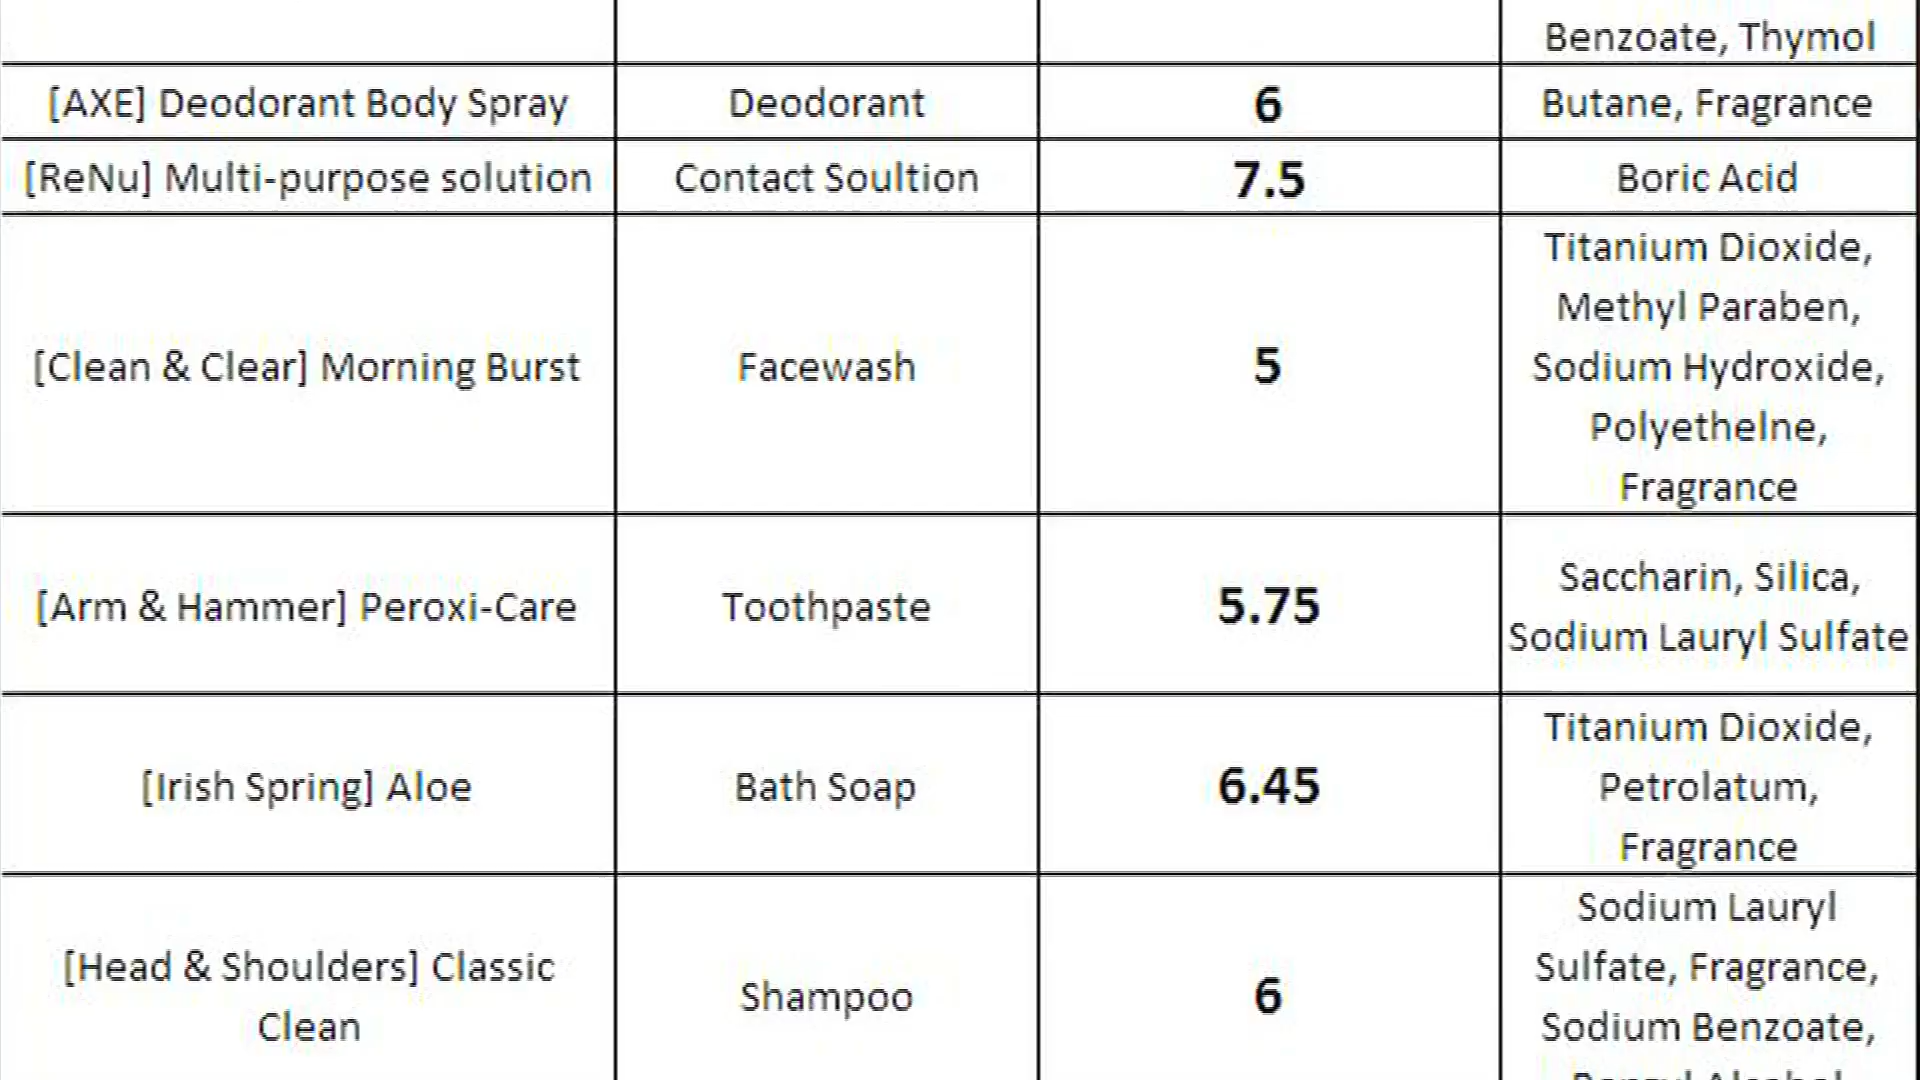 Benzoate, Thymol
[AXE] Deodorant Body Spray
Deodorant
6
Butane, Fragrance
[ReNu] Multi-purpose solution
Contact Soultion
7.5
Boric Acid
[Clean & Clear] Morning Burst
Facewash
5
Titanium Dioxide,
Methyl Paraben,
Sodium Hydroxide,
Polyethelne,
Fragrance
[Arm & Hammer] Peroxi-Care
Toothpaste
5.75
Saccharin, Silica,
Sodium Lauryl Sulfate
[Irish Spring] Aloe
Bath Soap
6.45
Titanium Dioxide,
Petrolatum,
Fragrance
[Head & Shoulders] Classic
Clean
Shampoo
6
Sodium Lauryl
Sulfate, Fragrance,
Sodium Benzoate,